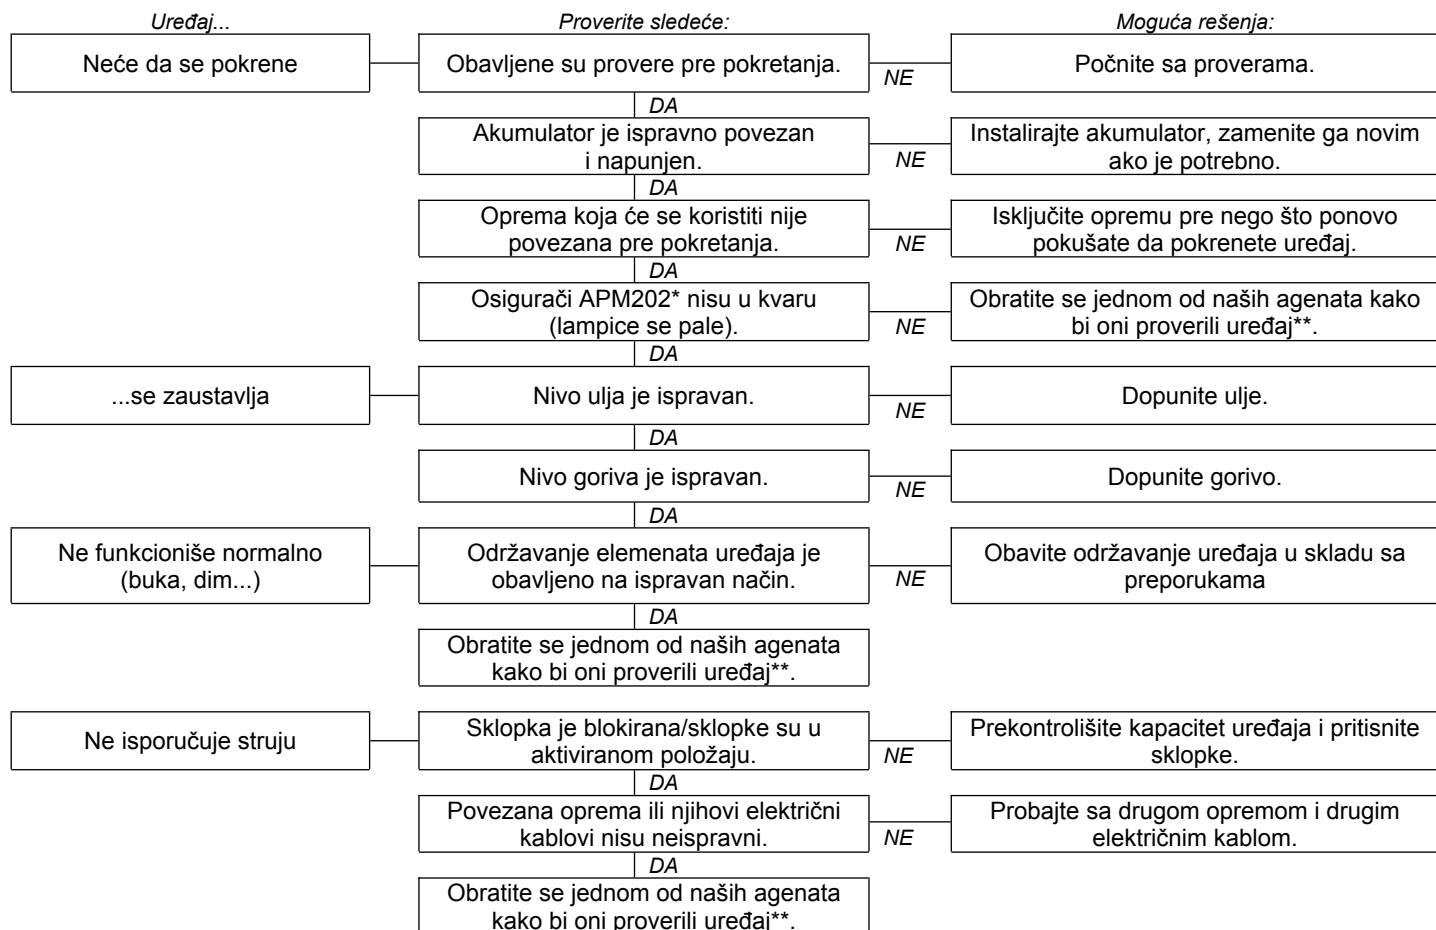 Uređaj...
Proverite sledeće:
Moguća rešenja:
Neće da se pokrene
Obavljene su provere pre pokretanja.
NE
Počnite sa proverama.
DA
Akumulator je ispravno povezan
i napunjen.
NE
Instalirajte akumulator, zamenite ga novim
ako je potrebno.
DA
Oprema koja će se koristiti nije
povezana pre pokretanja.
NE
Isključite opremu pre nego što ponovo
pokušate da pokrenete uređaj.
DA
Osigurači APM202* nisu u kvaru
(lampice se pale).
NE
Obratite se jednom od naših agenata kako
bi oni proverili uređaj**.
DA
...se zaustavlja
Nivo ulja je ispravan.
NE
Dopunite ulje.
DA
Nivo goriva je ispravan.
NE
Dopunite gorivo.
DA
Ne funkcioniše normalno
(buka, dim...)
Održavanje elemenata uređaja je
obavljeno na ispravan način.
NE
Obavite održavanje uređaja u skladu sa
preporukama
DA
Obratite se jednom od naših agenata
kako bi oni proverili uređaj**.
Ne isporučuje struju
Sklopka je blokirana/sklopke su u
aktiviranom položaju.
NE
Prekontrolišite kapacitet uređaja i pritisnite
sklopke.
DA
Povezana oprema ili njihovi električni
kablovi nisu neispravni.
NE
Probajte sa drugom opremom i drugim
električnim kablom.
DA
Obratite se jednom od naših agenata
kako bi oni proverili uređaj**.